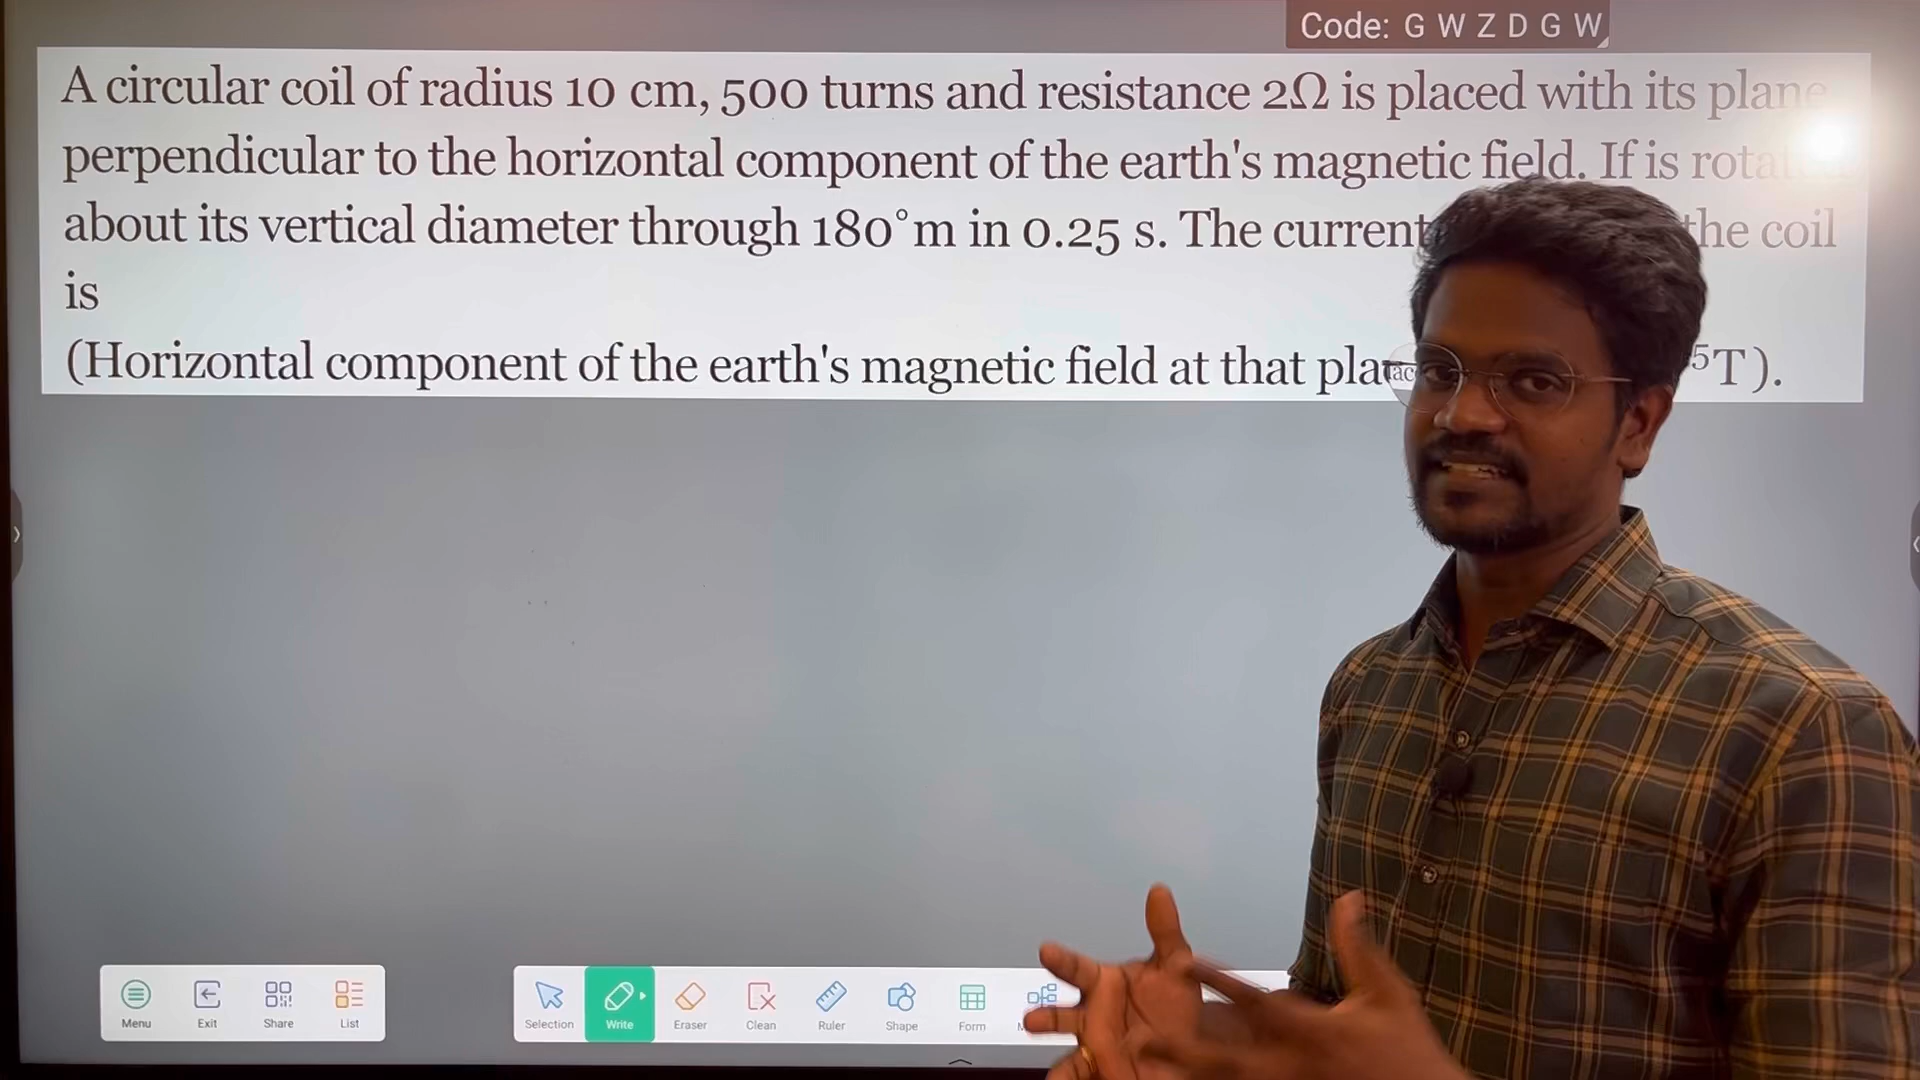 Code: G W Z D G W
A circular coil of radius 10 cm, 500 turns and resistance 2Ω is placed with its plane
perpendicular to the horizontal component of the earth's magnetic field. If is
about its vertical diameter through 180°m in 0.25 s. The current the coil
is
(Horizontal component of the earth's magnetic field at that 5T).
Menu Exit Share List Selection Write Eraser Clean Ruler Shape Form